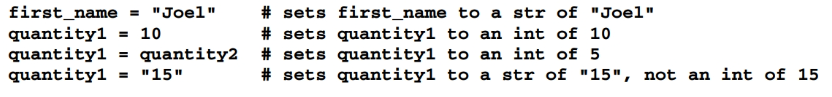 first_name = "Joel"    # sets first_name to a str of "Joel"
quantity1 = 10         # sets quantity1 to an int of 10
quantity1 = quantity2  # sets quantity1 to an int of 5
quantity1 = "15"       # sets quantity1 to a str of "15", not an int of 15